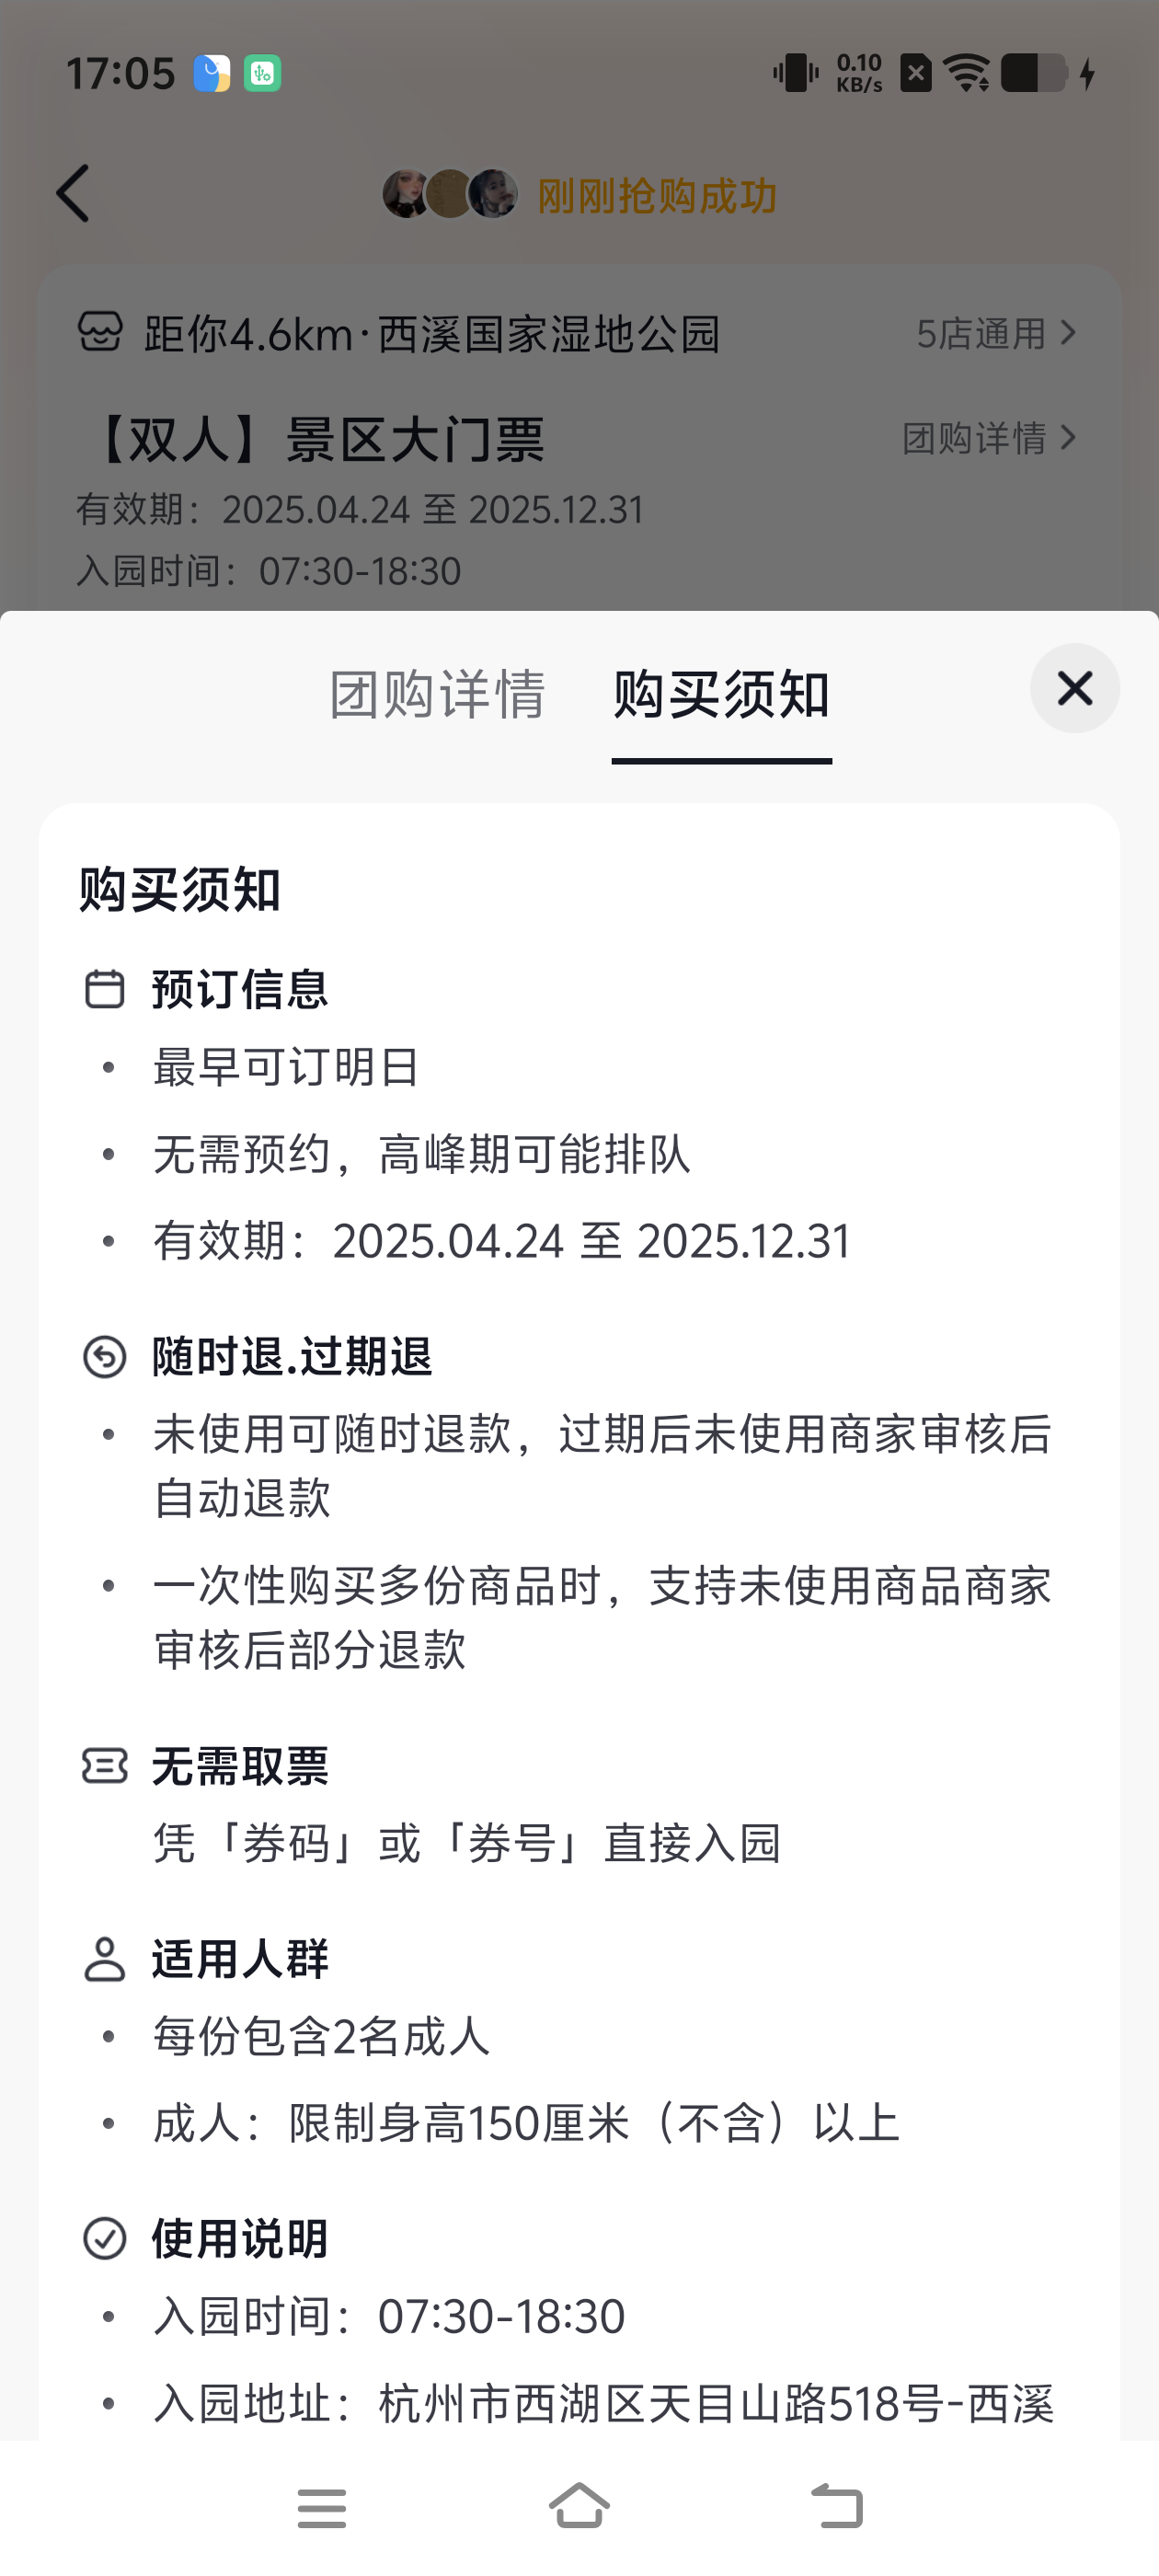 17:05
0.10
KB/s
刚刚抢购成功
距你4.6km·西溪国家湿地公园
5店通用
【双人】景区大门票
团购详情
有效期：2025.04.24 至 2025.12.31
入园时间：07:30-18:30
团购详情
购买须知
购买须知
预订信息
最早可订明日
无需预约，高峰期可能排队
有效期：2025.04.24 至 2025.12.31
随时退.过期退
未使用可随时退款，过期后未使用商家审核后
自动退款
一次性购买多份商品时，支持未使用商品商家
审核后部分退款
无需取票
凭「券码」或「券号」直接入园
适用人群
每份包含2名成人
成人：限制身高150厘米（不含）以上
使用说明
入园时间：07:30-18:30
入园地址：杭州市西湖区天目山路518号-西溪